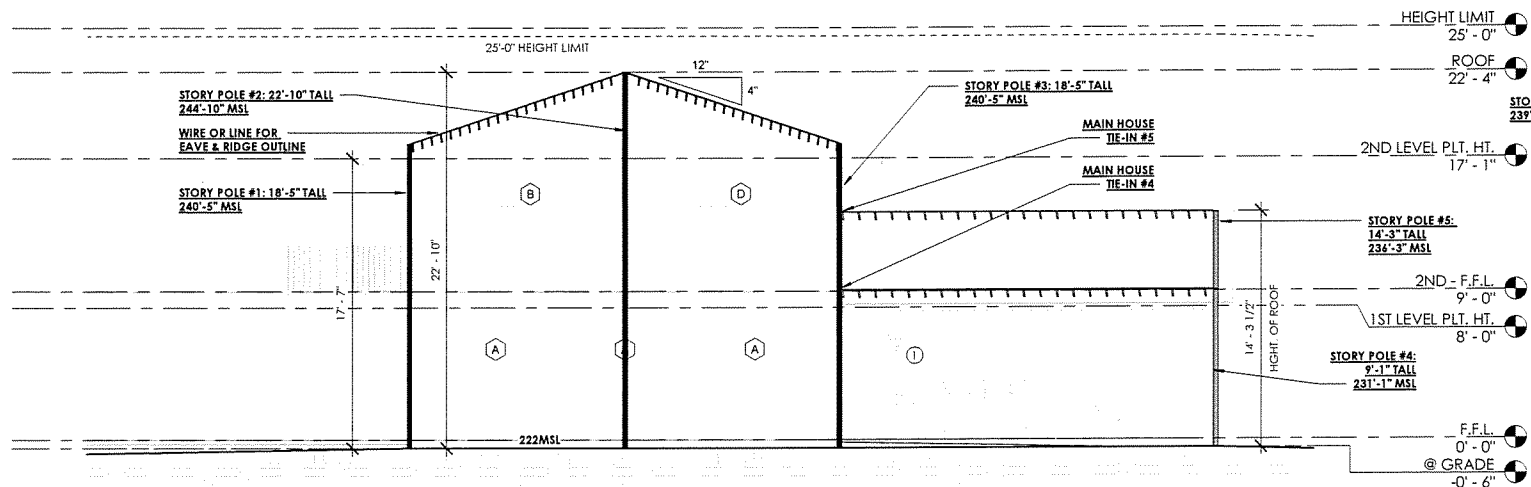 HEIGHT LIMIT
25' - 0"
25'-0" HEIGHT LIMIT
ROOF
22' - 4"
12"
4"
STORY POLE #2: 22'-10" TALL
244'-10" MSL
STORY POLE #3: 18'-5" TALL
240'-5" MSL
STO
239'
WIRE OR LINE FOR
EAVE & RIDGE OUTLINE
MAIN HOUSE
TIE-IN #5
2ND LEVEL PLT. HT.
17' - 1"
MAIN HOUSE
TIE-IN #4
STORY POLE #1: 18'-5" TALL
240'-5" MSL
B
D
STORY POLE #5:
14'-3" TALL
236'-3" MSL
22' - 10"
17' - 7"
2ND - F.F.L.
9' - 0"
1ST LEVEL PLT. HT.
8' - 0"
14' - 3 1/2"
HGHT. OF ROOF
A
A
1
STORY POLE #4:
9'-1" TALL
231'-1" MSL
222MSL
F.F.L.
0' - 0"
@ GRADE
-0' - 6"